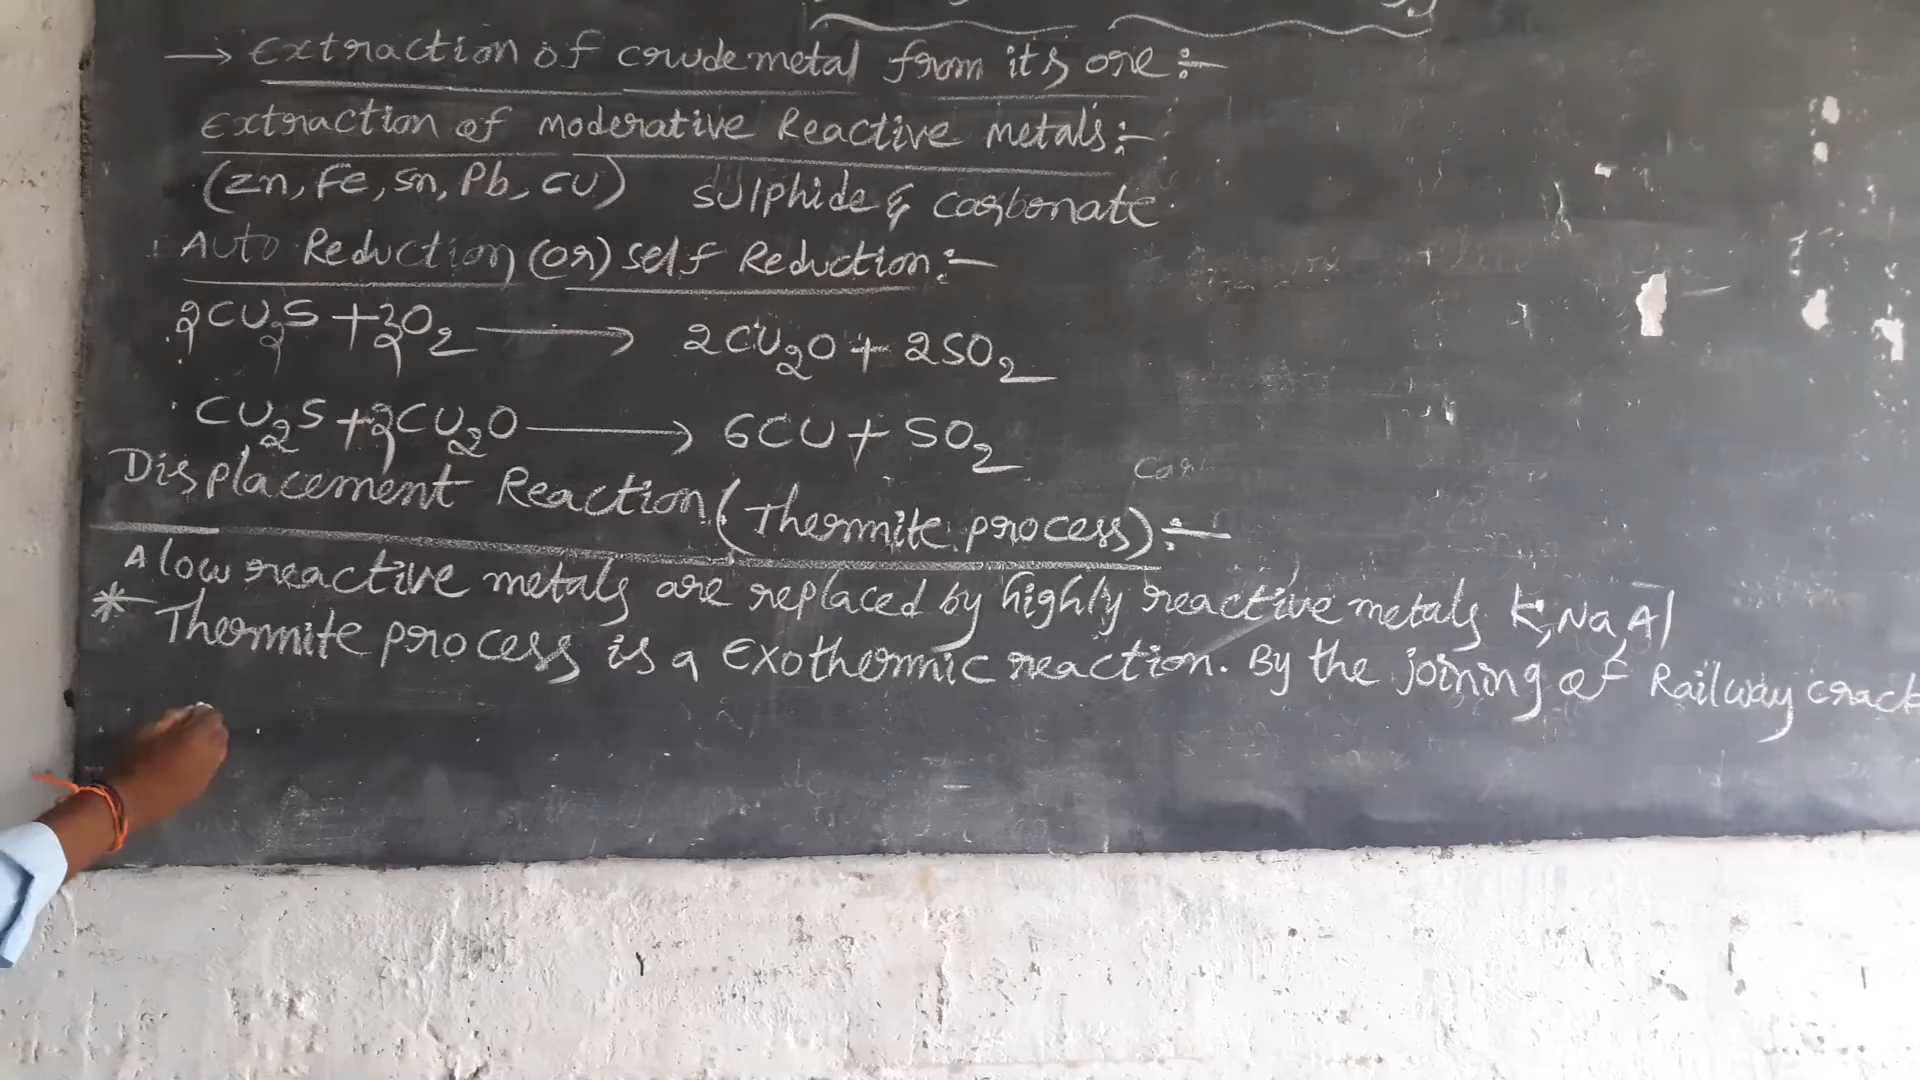 → Extraction of crude metal from its ore :-
Extraction of moderative Reactive metals :-
(Zn, Fe, Sn, Pb, Cu) sulphide & carbonate.
Auto Reduction (or) self Reduction :-
2Cu₂S + 3O₂ ⟶ 2Cu₂O + 2SO₂
Cu₂S + 2Cu₂O ⟶ 6Cu + SO₂
Displacement Reaction (Thermite process) :-
A low reactive metals are replaced by highly reactive metals K, Na, Al
* Thermite process is a Exothermic reaction. By the joining of Railway crack